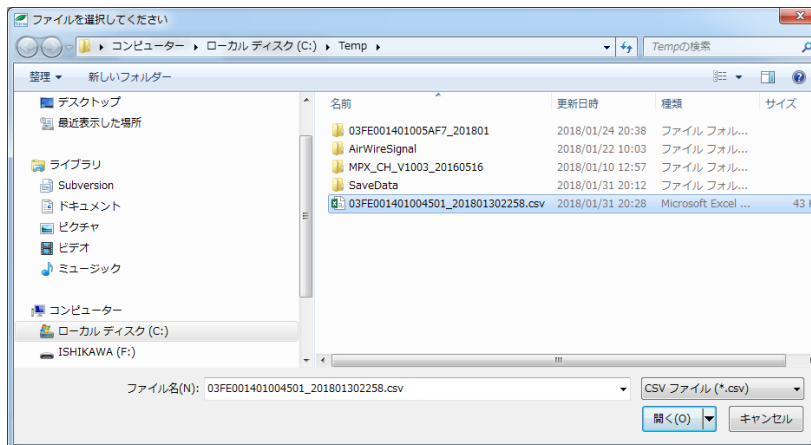 ファイルを選択してください
コンピューター ▸ ローカル ディスク (C:) ▸ Temp ▸
Tempの検索
整理 新しいフォルダー
デスクトップ
最近表示した場所
ライブラリ
Subversion
ドキュメント
ピクチャ
ビデオ
ミュージック
コンピューター
ローカル ディスク (C:)
ISHIKAWA (F:)
名前 更新日時 種類 サイズ
03FE001401005AF7_201801 2018/01/24 20:38 ファイル フォル...
AirWireSignal 2018/01/22 10:03 ファイル フォル...
MPX_CH_V1003_20160516 2018/01/10 12:57 ファイル フォル...
SaveData 2018/01/31 20:12 ファイル フォル...
03FE001401004501_201801302258.csv 2018/01/31 20:28 Microsoft Excel ... 43
ファイル名(N): 03FE001401004501_201801302258.csv CSV ファイル (*.csv)
開く(O) キャンセル